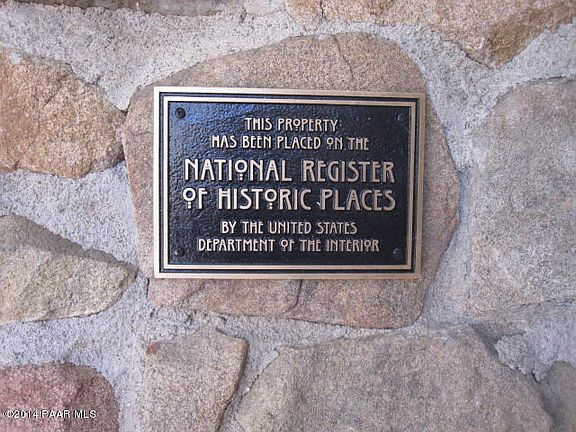 THIS PROPERTY
HAS BEEN PLACED ON THE
NATIONAL REGISTER
OF HISTORIC PLACES
BY THE UNITED STATES
DEPARTMENT OF THE INTERIOR
©2014 PAAR MLS